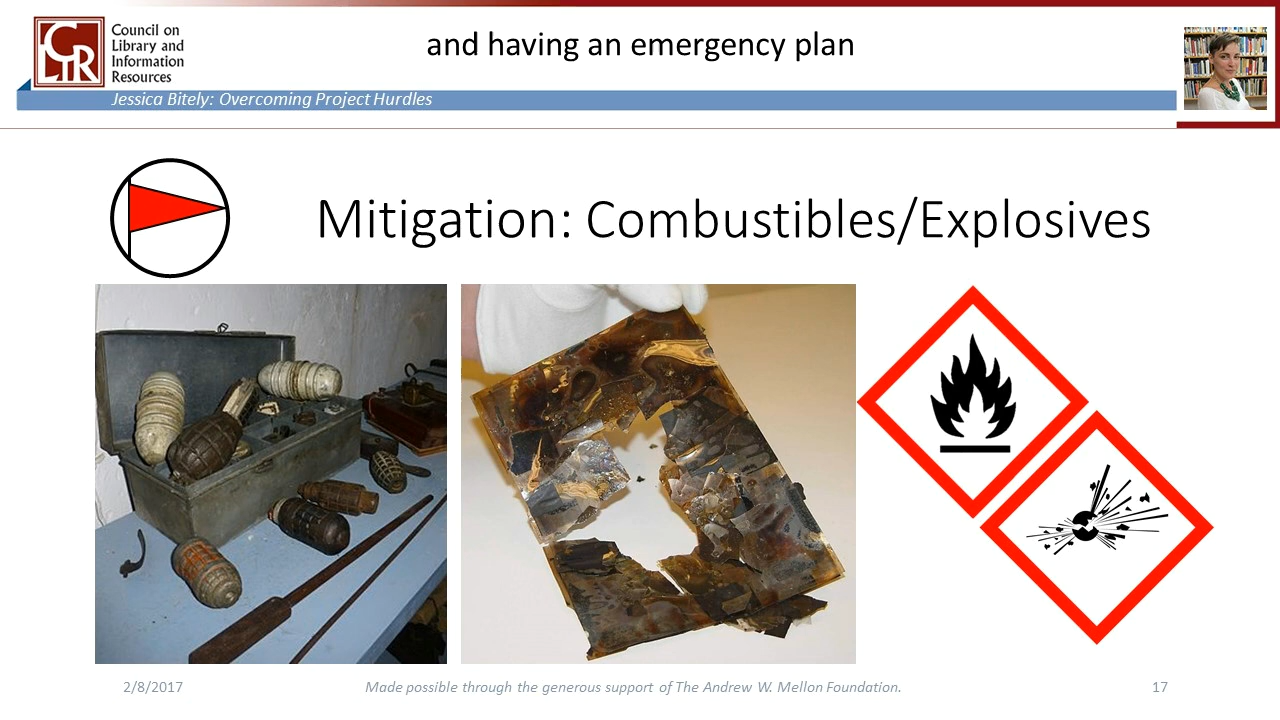 CLIR
Council on
Library and
Information
Resources
and having an emergency plan
Jessica Bitely: Overcoming Project Hurdles
Mitigation: Combustibles/Explosives
2/8/2017
Made possible through the generous support of The Andrew W. Mellon Foundation.
17